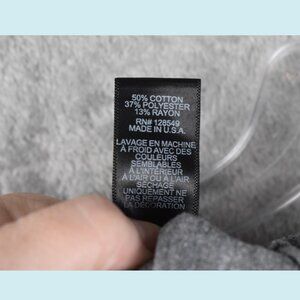 50% COTTON
37% POLYESTER
13% RAYON
RN# 128549
MADE IN U.S.A.
LAVAGE EN MACHINE
À FROID AVEC DES
COULEURS
SEMBLABLES
À L'INTÉRIEUR
À L'AIR OU À L'AIR
SÉCHAGE
UNIQUEMENT NE
PAS REPASSER
LA DÉCORATION